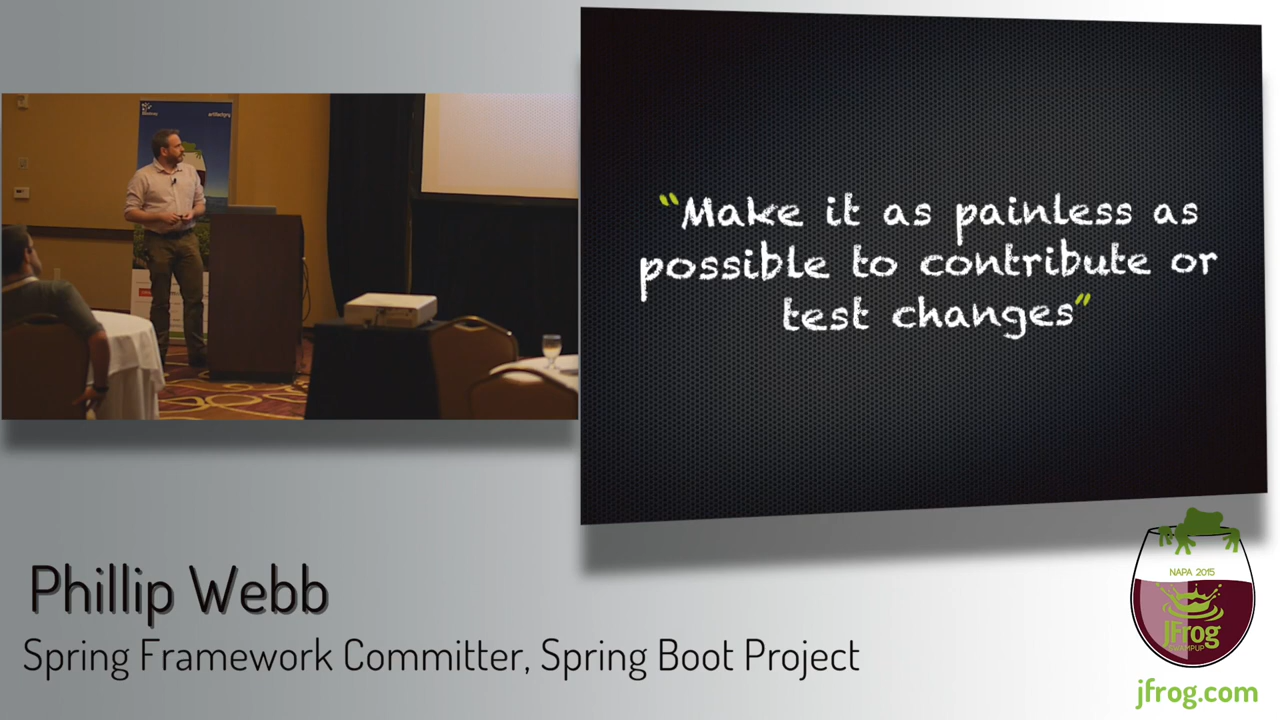 “Make it as painless as
possible to contribute or
test changes”
Phillip Webb
Spring Framework Committer, Spring Boot Project
NAPA 2015
JFrog
jfrog.com